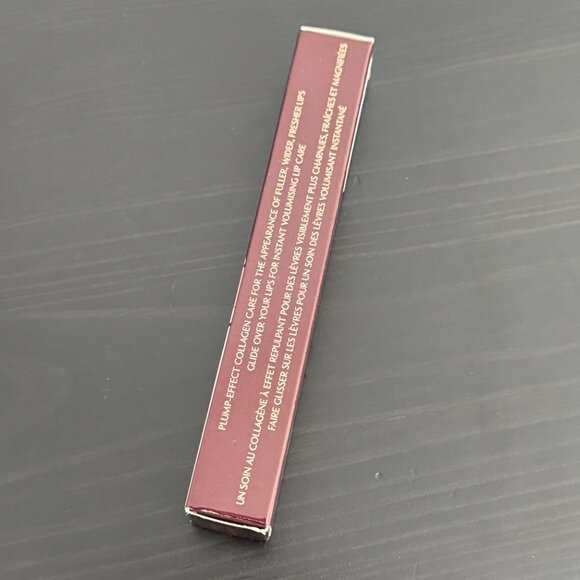 PLUMP-EFFECT COLLAGEN CARE FOR THE APPEARANCE OF FULLER, WIDER, FRESHER LIPS
GLIDE OVER YOUR LIPS FOR INSTANT VOLUMISING LIP CARE
UN SOIN AU COLLAGÈNE À EFFET REPULPANT POUR DES LÈVRES VISIBLEMENT PLUS CHARNUES, FRAÎCHES ET MAGNIFIÉES
FAIRE GLISSER SUR LES LÈVRES POUR UN SOIN DES LÈVRES VOLUMISANT INSTANTANÉ